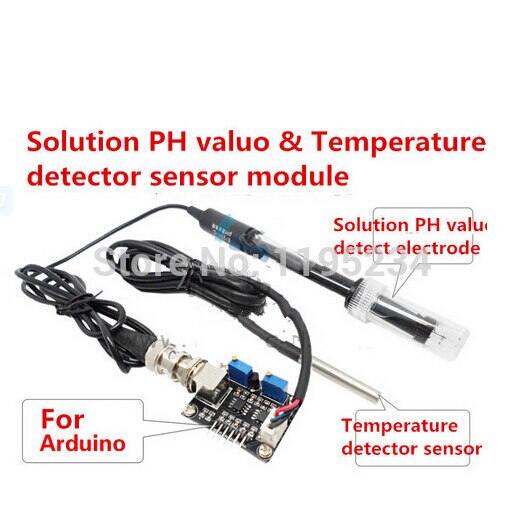 Solution PH valuo & Temperature
detector sensor module
Solution PH valu
detect electrode
Store No: 1195234
For
Arduino
Temperature
detector sensor